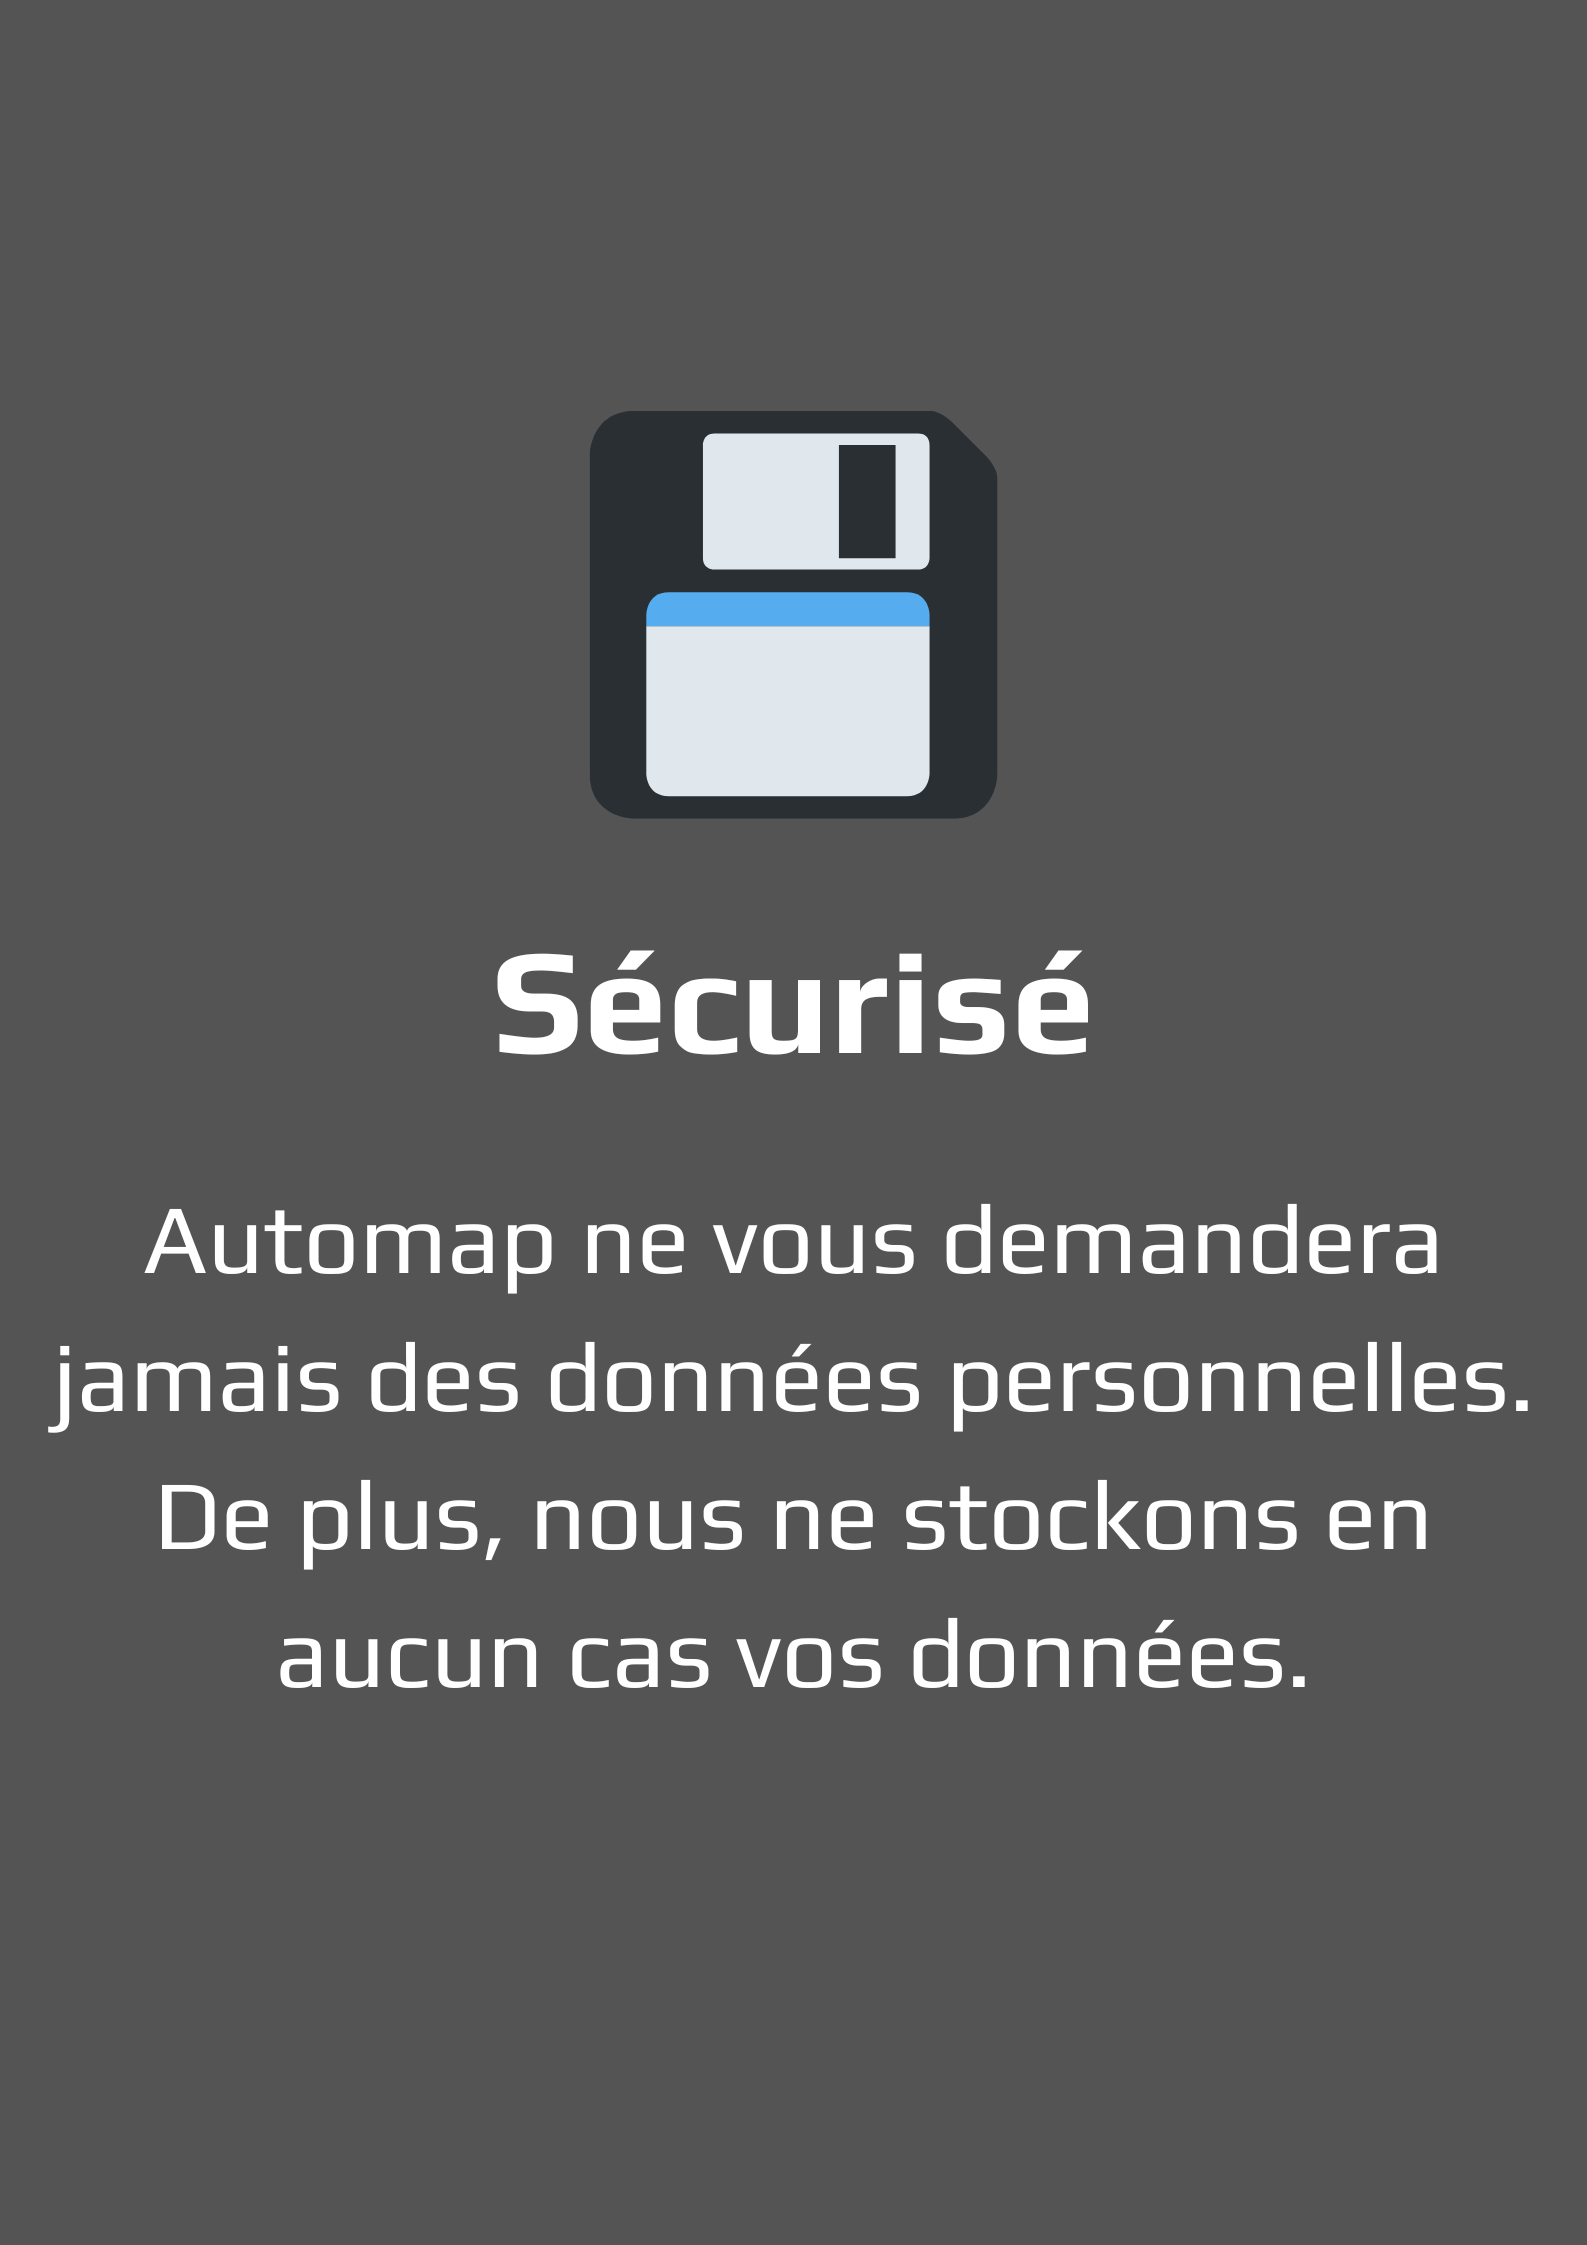 Sécurisé
Automap ne vous demandera
jamais des données personnelles.
De plus, nous ne stockons en
aucun cas vos données.